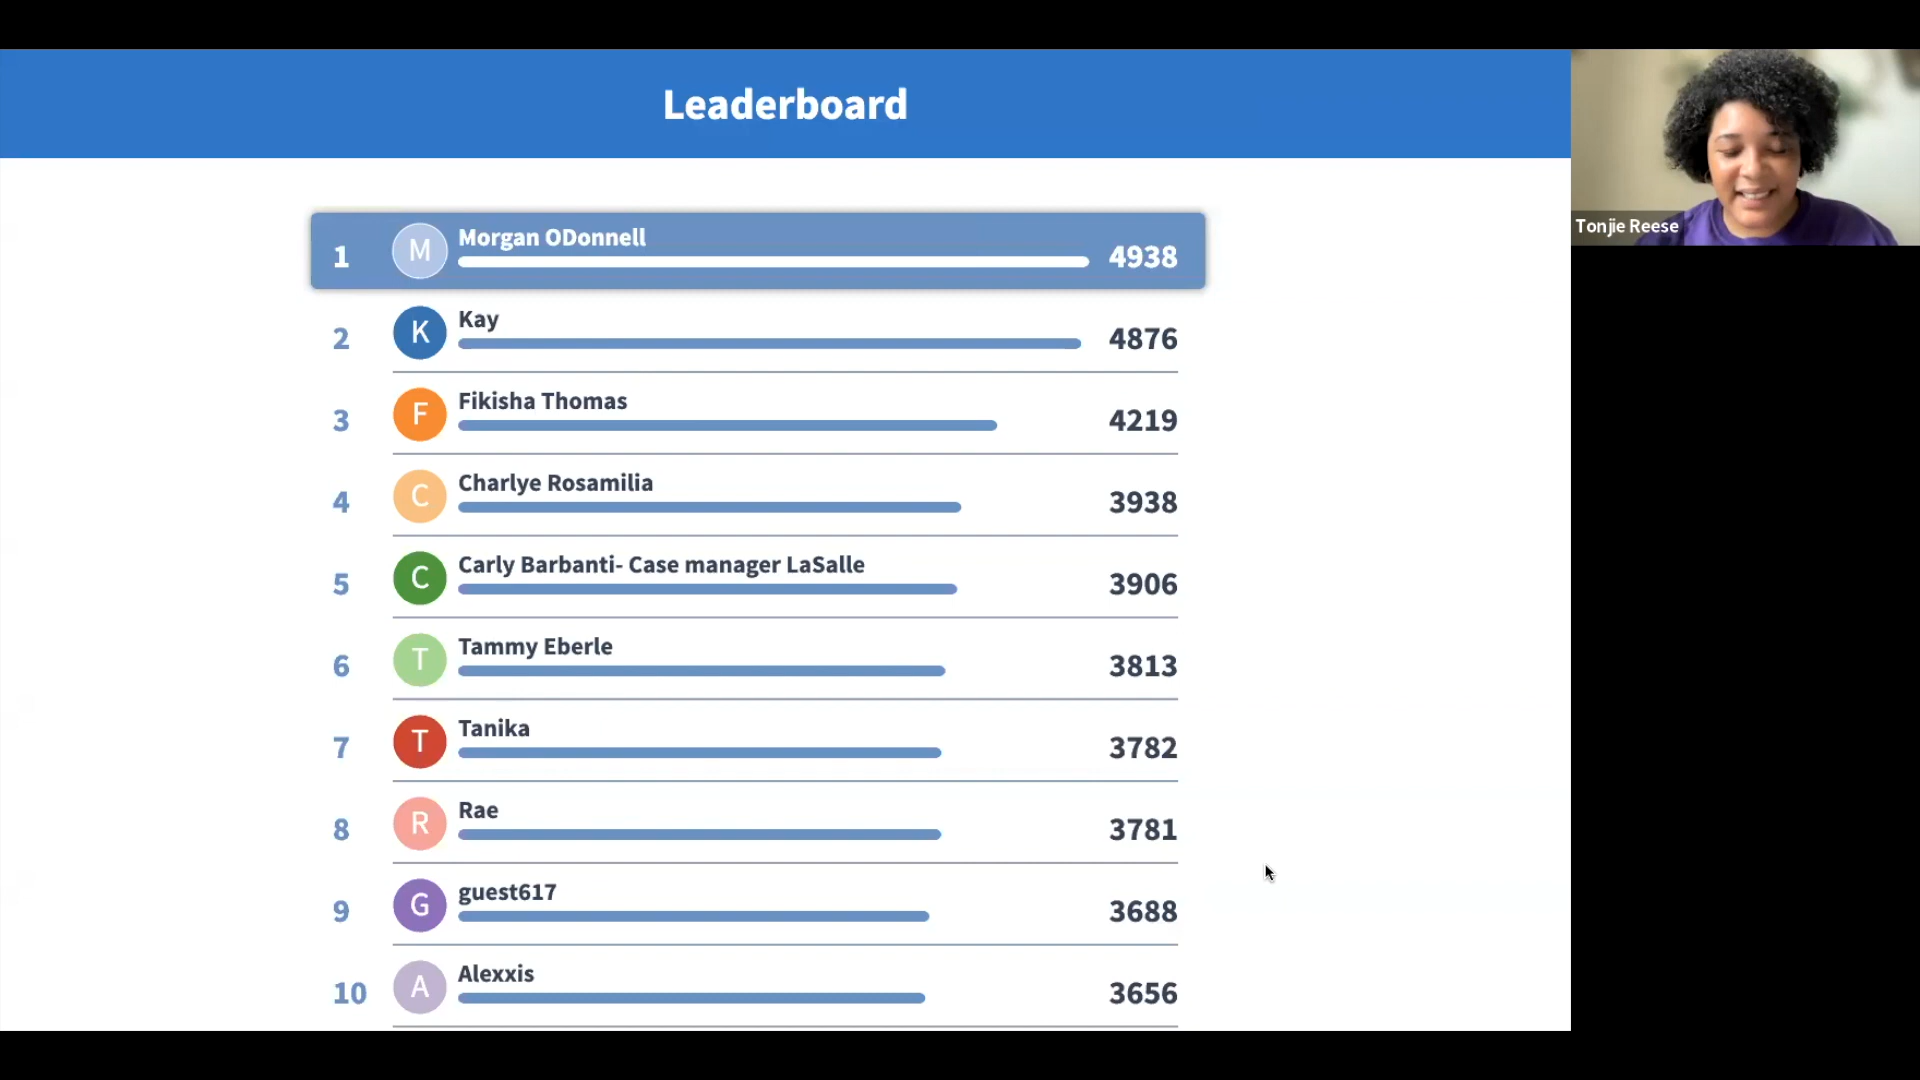 Leaderboard
Tonjie Reese
1 M Morgan ODonnell 4938
2 K Kay 4876
3 F Fikisha Thomas 4219
4 C Charlye Rosamilia 3938
5 C Carly Barbanti- Case manager LaSalle 3906
6 T Tammy Eberle 3813
7 T Tanika 3782
8 R Rae 3781
9 G guest617 3688
10 A Alexxis 3656